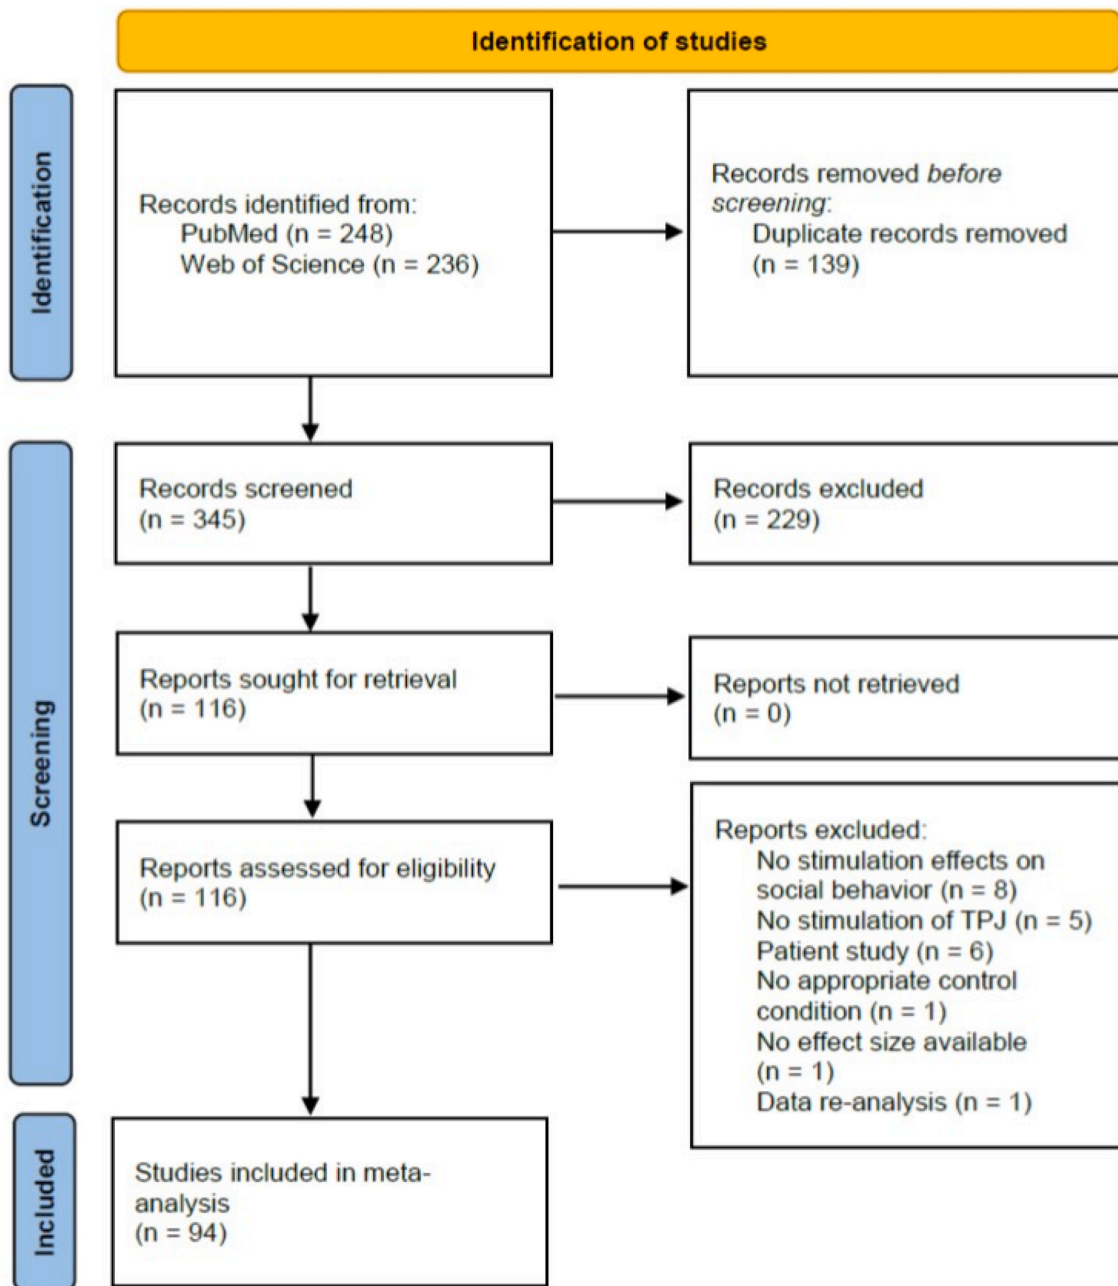 Identification of studies
Identification
Records identified from:
PubMed (n = 248)
Web of Science (n = 236)
Records removed before
screening:
Duplicate records removed
(n = 139)
Screening
Records screened
(n = 345)
Records excluded
(n = 229)
Reports sought for retrieval
(n = 116)
Reports not retrieved
(n = 0)
Reports assessed for eligibility
(n = 116)
Reports excluded:
No stimulation effects on
social behavior (n = 8)
No stimulation of TPJ (n = 5)
Patient study (n = 6)
No appropriate control
condition (n = 1)
No effect size available
(n = 1)
Data re-analysis (n = 1)
Included
Studies included in meta-
analysis
(n = 94)